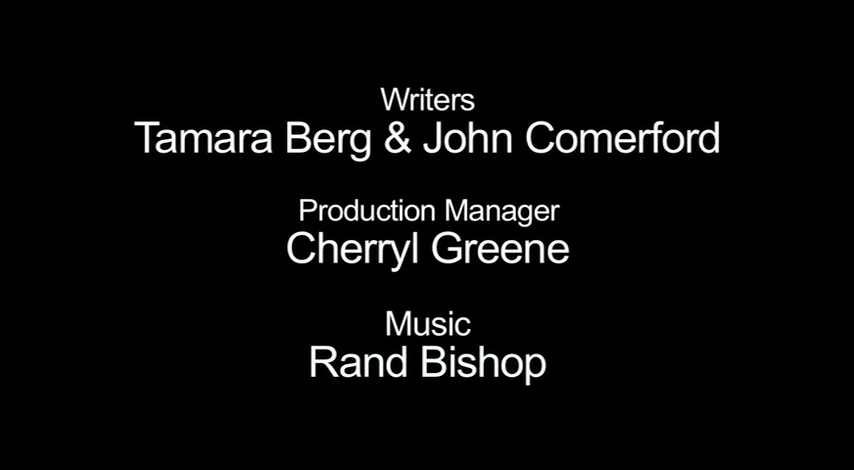 Writers
Tamara Berg & John Comerford
Production Manager
Cherryl Greene
Music
Rand Bishop